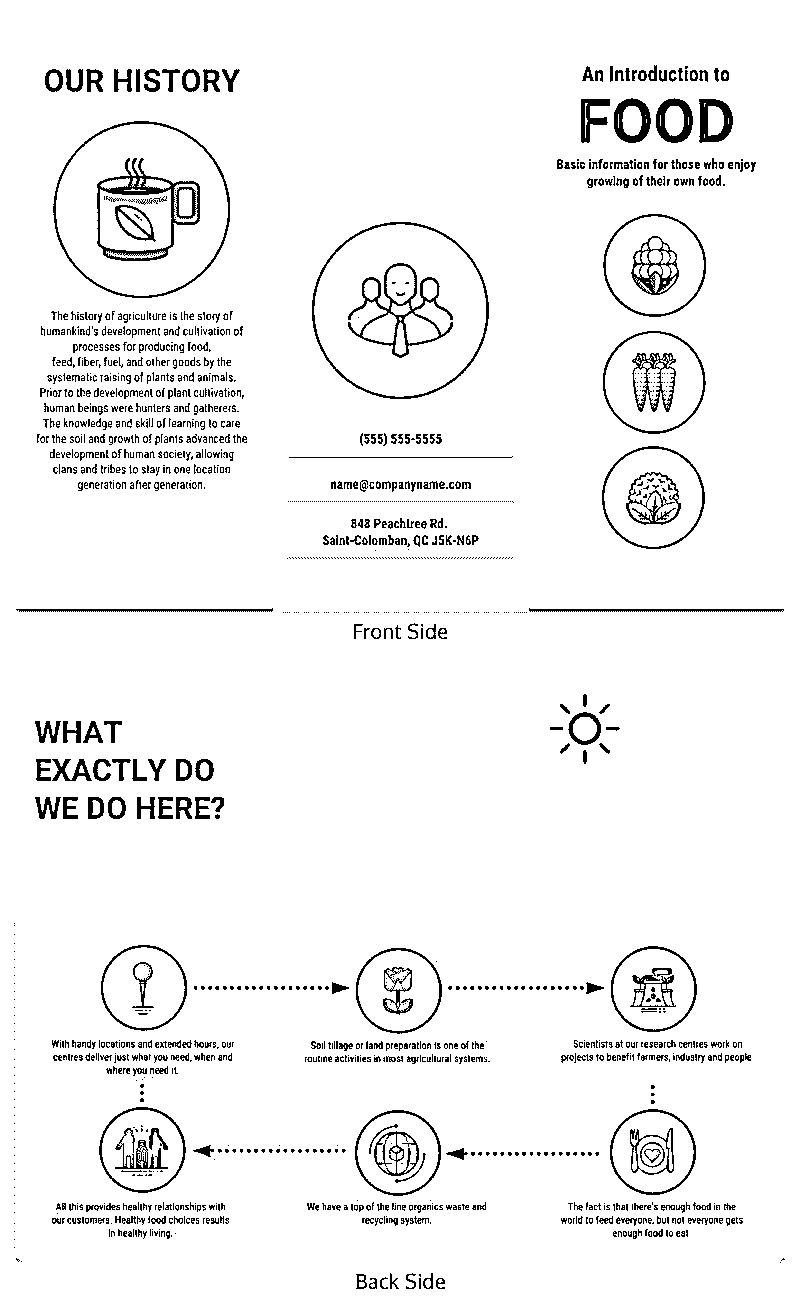 OUR HISTORY
The history of agriculture is the story of
humankind's development and cultivation of
processes for producing food,
feed, fiber, fuel, and other goods by the
systematic raising of plants and animals.
Prior to the development of plant cultivation,
human beings were hunters and gatherers.
The knowledge and skill of learning to care
for the soil and growth of plants advanced the
development of human society, allowing
clans and tribes to stay in one location
generation after generation.
(555) 555-5555
name@companyname.com
848 Peachtree Rd.
Saint-Colomban, QC J5K-N6P
An Introduction to
FOOD
Basic information for those who enjoy
growing of their own food.
Front Side
WHAT
EXACTLY DO
WE DO HERE?
With handy locations and extended hours, our
centres deliver just what you need, when and
where you need it.
Soil tillage or land preparation is one of the
routine activities in most agricultural systems.
Scientists at our research centres work on
projects to benefit farmers, industry and people
All this provides healthy relationships with
our customers. Healthy food choices results
in healthy living.
We have a top of the line organics waste and
recycling system.
The fact is that there's enough food in the
world to feed everyone, but not everyone gets
enough food to eat
Back Side